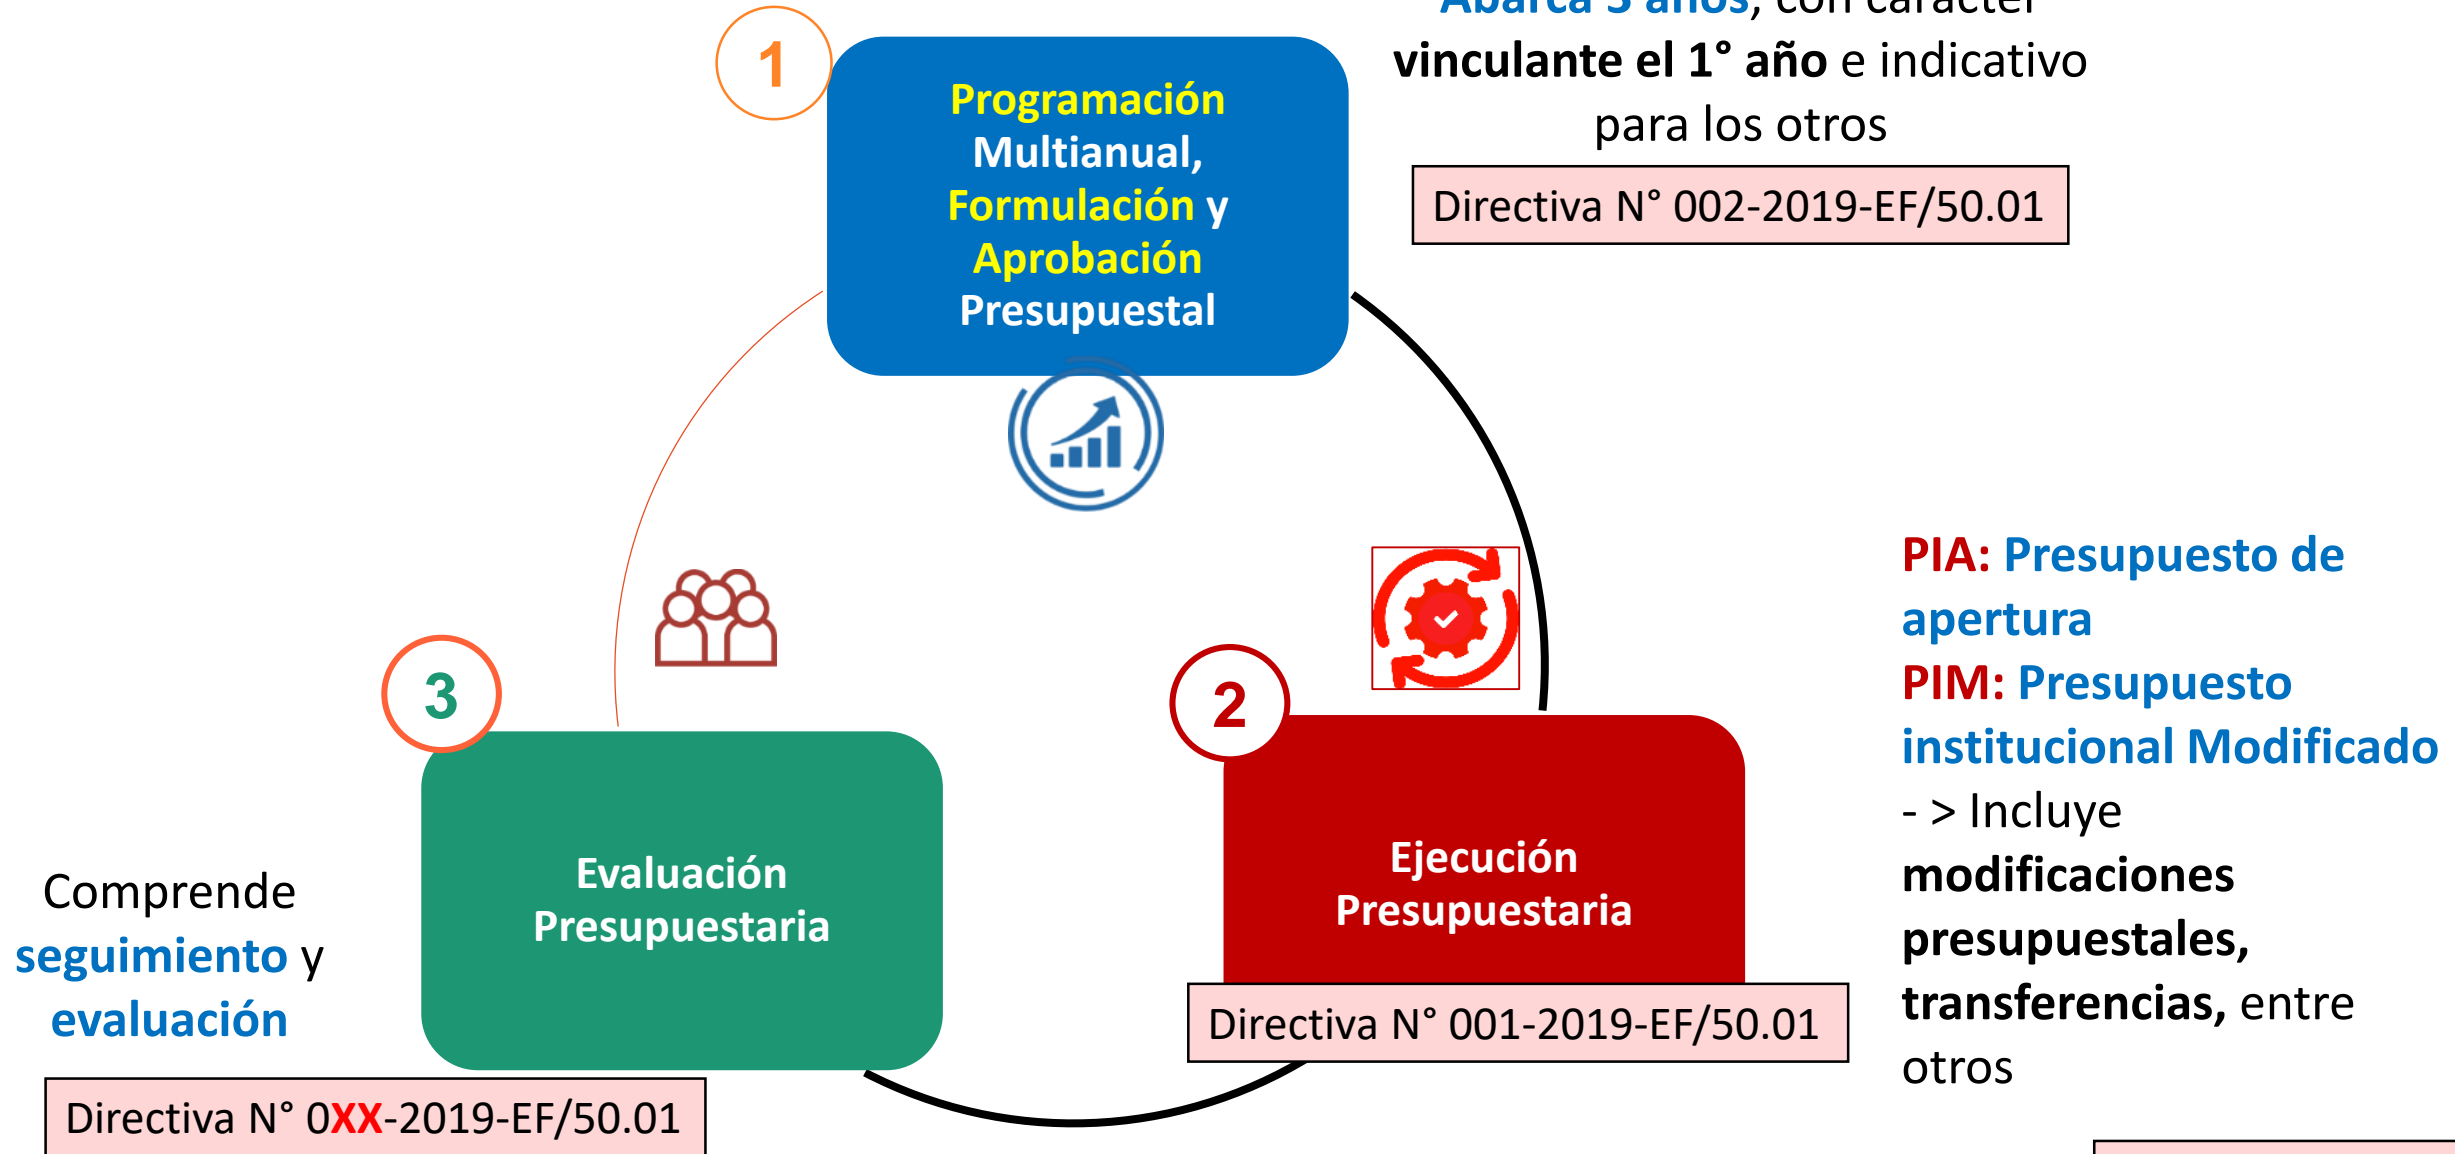 Abarca 3 años, con carácter
vinculante el 1° año e indicativo
para los otros
Directiva N° 002-2019-EF/50.01
1
Programación
Multianual,
Formulación y
Aprobación
Presupuestal
PIA: Presupuesto de
apertura
PIM: Presupuesto
institucional Modificado
- > Incluye
modificaciones
presupuestales,
transferencias, entre
otros
2
Ejecución
Presupuestaria
Directiva N° 001-2019-EF/50.01
3
Evaluación
Presupuestaria
Comprende
seguimiento y
evaluación
Directiva N° 0XX-2019-EF/50.01